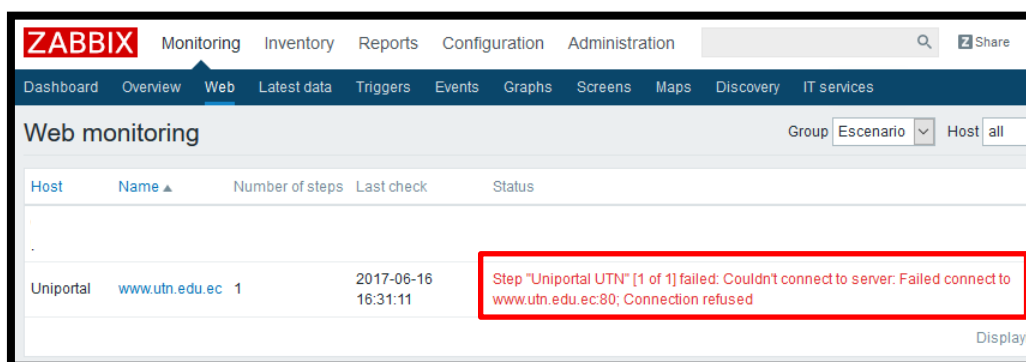 ZABBIX Monitoring Inventory Reports Configuration Administration Z Share
Dashboard Overview Web Latest data Triggers Events Graphs Screens Maps Discovery IT services
Web monitoring Group Escenario Host all
Host Name Number of steps Last check Status
.
Uniportal www.utn.edu.ec 1 2017-06-16
16:31:11
Step "Uniportal UTN" [1 of 1] failed: Couldn't connect to server: Failed connect to
www.utn.edu.ec:80; Connection refused
Display